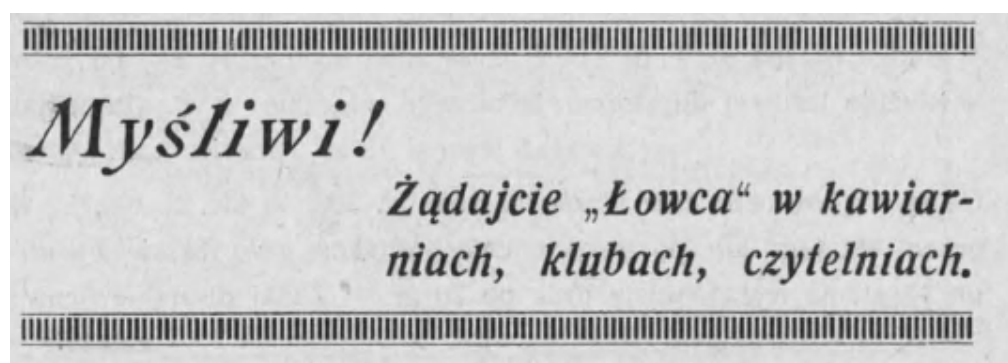 Myśliwi!
Żądajcie „Łowca“ w kawiar-
niach, klubach, czytelniach.